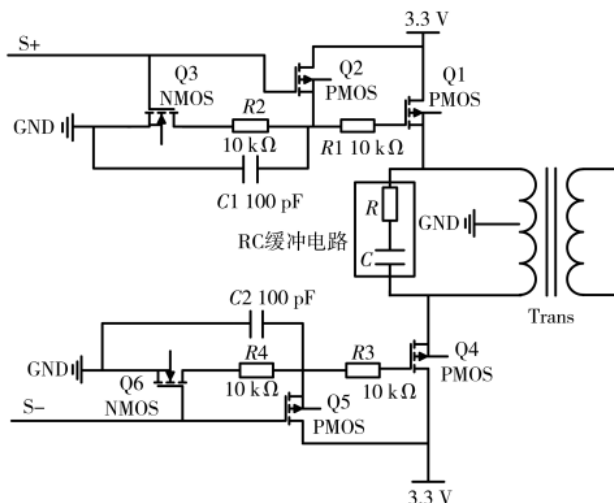 3.3 V
S+
Q3
NMOS
Q2
PMOS
Q1
PMOS
GND
R2
10 kΩ
R1 10 kΩ
C1 100 pF
R
C
RC缓冲电路
GND
Trans
C2 100 pF
GND
R4
10 kΩ
R3
10 kΩ
Q4
PMOS
Q6
NMOS
Q5
PMOS
S−
3.3 V